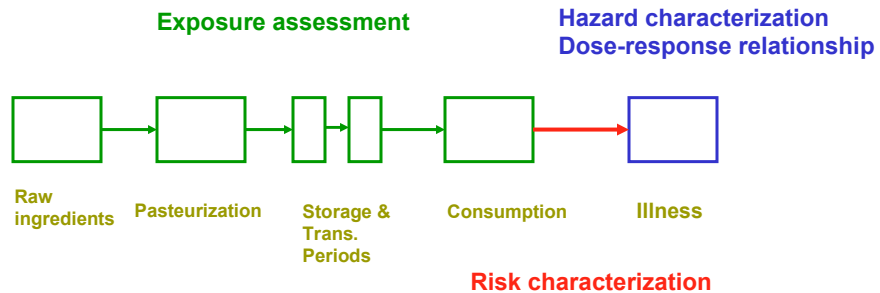 Exposure assessment
Hazard characterization
Dose-response relationship
Raw
ingredients
Pasteurization
Storage &
Trans.
Periods
Consumption
Illness
Risk characterization